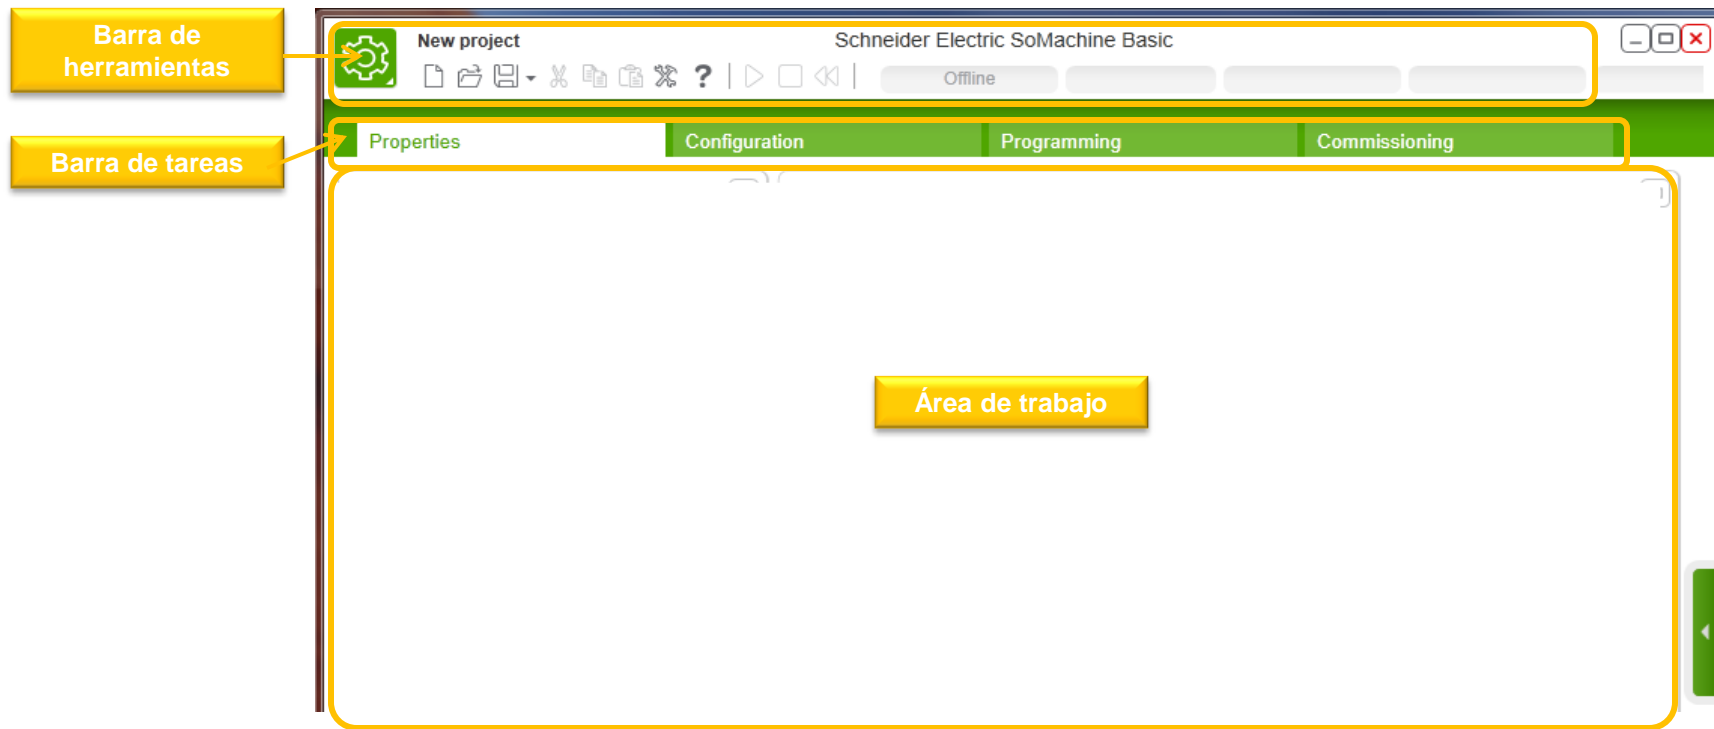 Barra de
herramientas
New project
Schneider Electric SoMachine Basic
?
Offline
Barra de tareas
Properties
Configuration
Programming
Commissioning
Área de trabajo